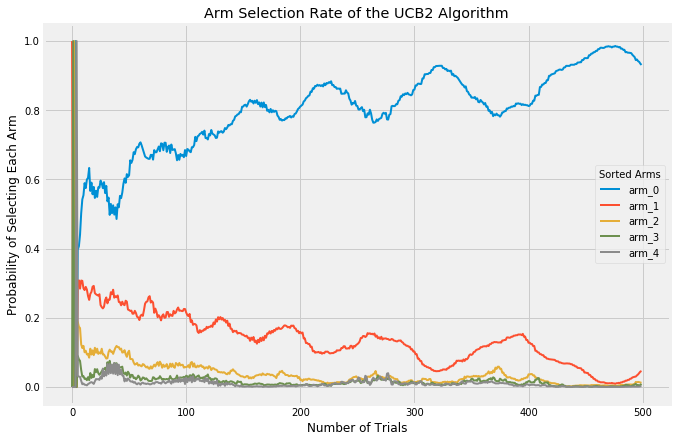 Arm Selection Rate of the UCB2 Algorithm
Probability of Selecting Each Arm
1.0
0.8
0.6
0.4
0.2
0.0
Sorted Arms
arm_0
arm_1
arm_2
arm_3
arm_4
0 100 200 300 400 500
Number of Trials